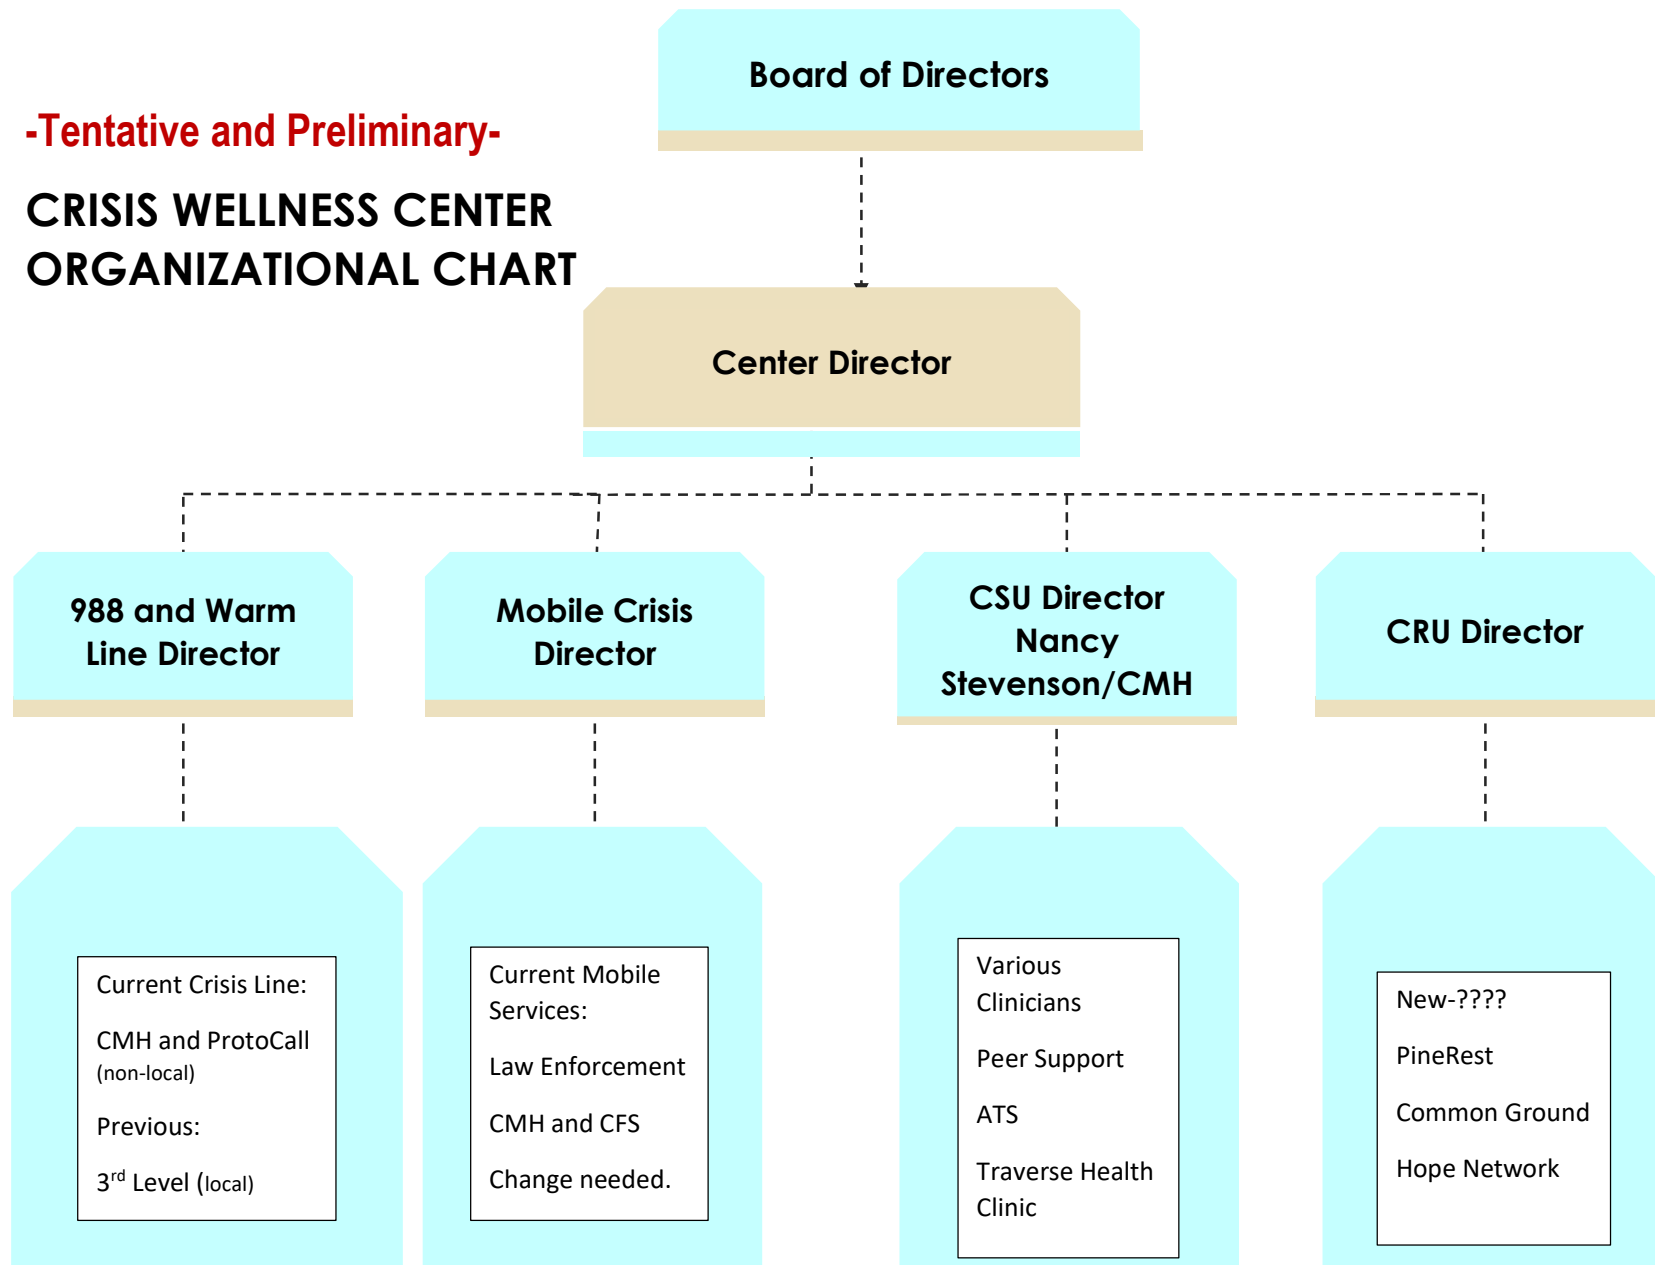 Board of Directors
-Tentative and Preliminary-
CRISIS WELLNESS CENTER
ORGANIZATIONAL CHART
Center Director
988 and Warm
Line Director
Mobile Crisis
Director
CSU Director
Nancy
Stevenson/CMH
CRU Director
Current Crisis Line:
CMH and ProtoCall
(non-local)
Previous:
3rd Level (local)
Current Mobile
Services:
Law Enforcement
CMH and CFS
Change needed.
Various
Clinicians
Peer Support
ATS
Traverse Health
Clinic
New-????
PineRest
Common Ground
Hope Network